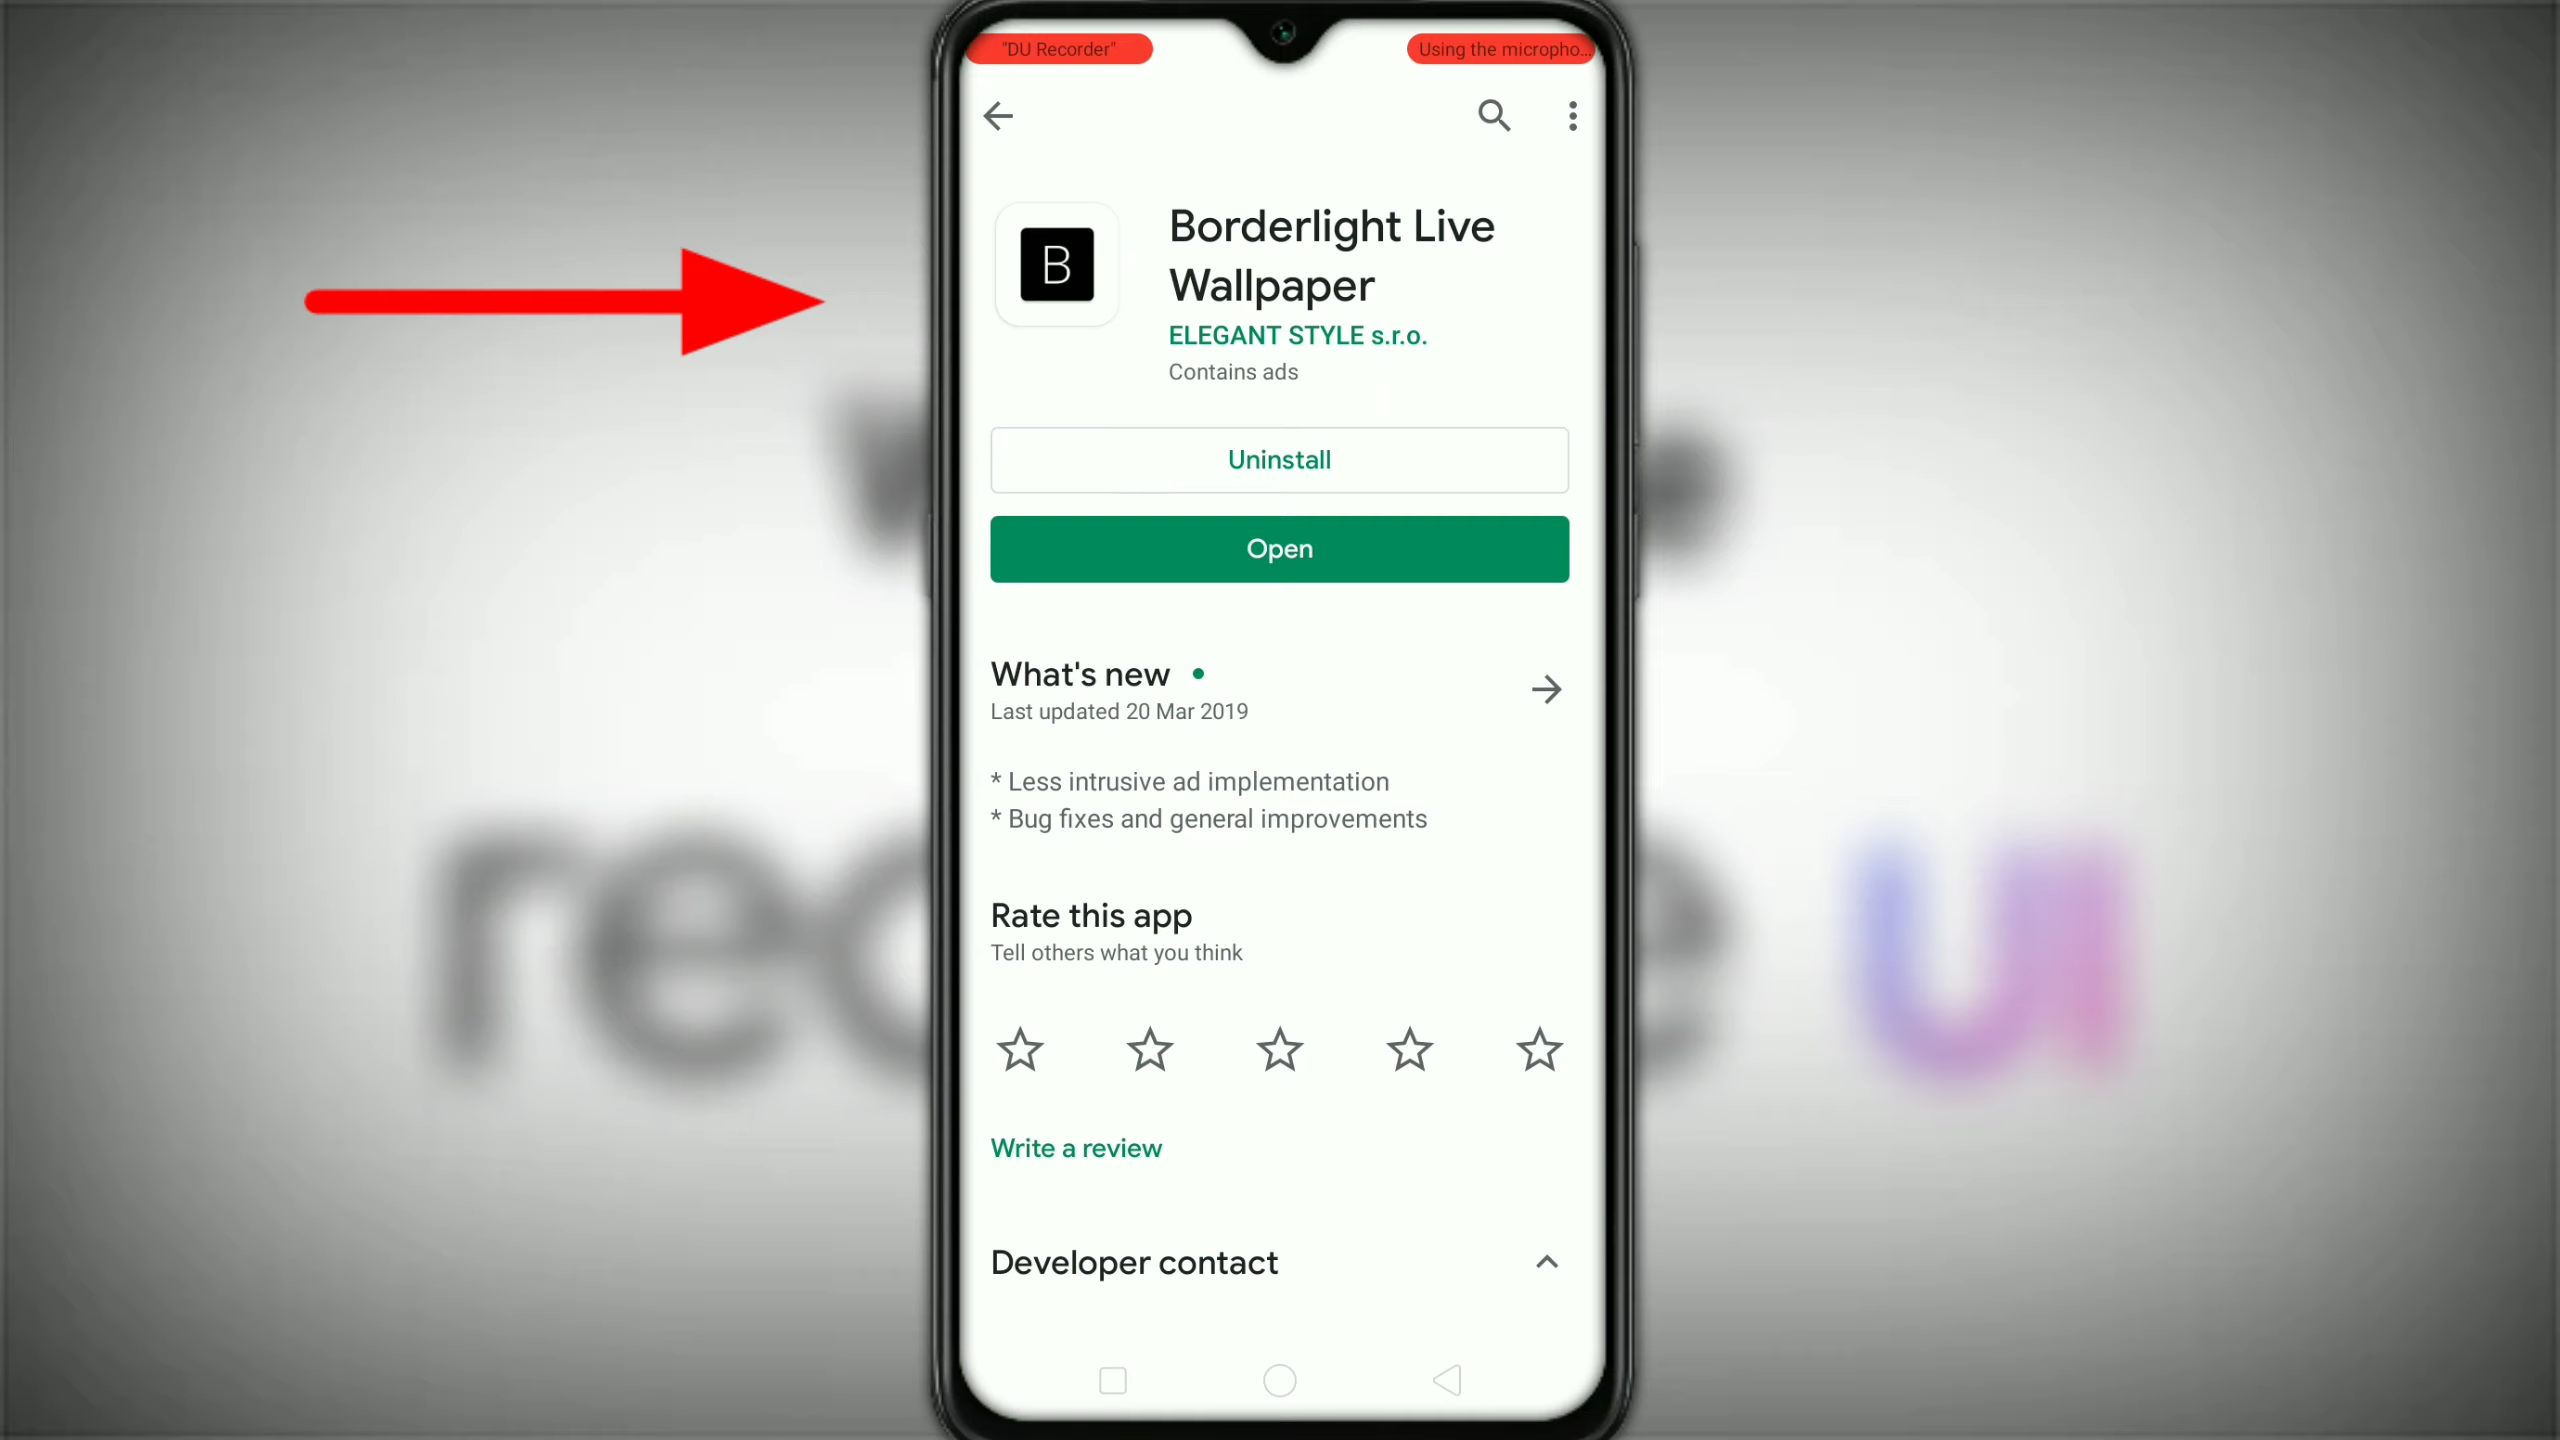 "DU Recorder"
Using the micropho...
B
Borderlight Live
Wallpaper
ELEGANT STYLE s.r.o.
Contains ads
Uninstall
Open
What's new
Last updated 20 Mar 2019
* Less intrusive ad implementation
* Bug fixes and general improvements
Rate this app
Tell others what you think
Write a review
Developer contact